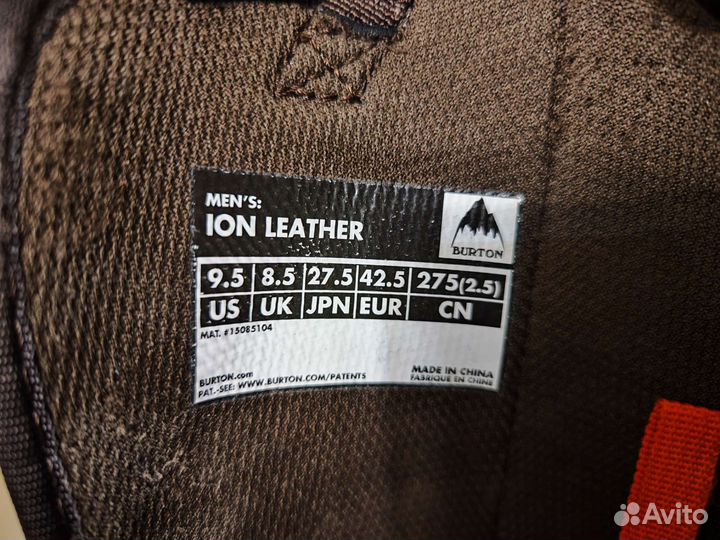 MEN'S:
ION LEATHER
BURTON
9.5 8.5 27.5 42.5 275(2.5)
US UK JPN EUR CN
MAT. #15085104
BURTON.com
PAT.-SEE: WWW.BURTON.COM/PATENTS
MADE IN CHINA
FABRIQUE EN CHINE
Avito